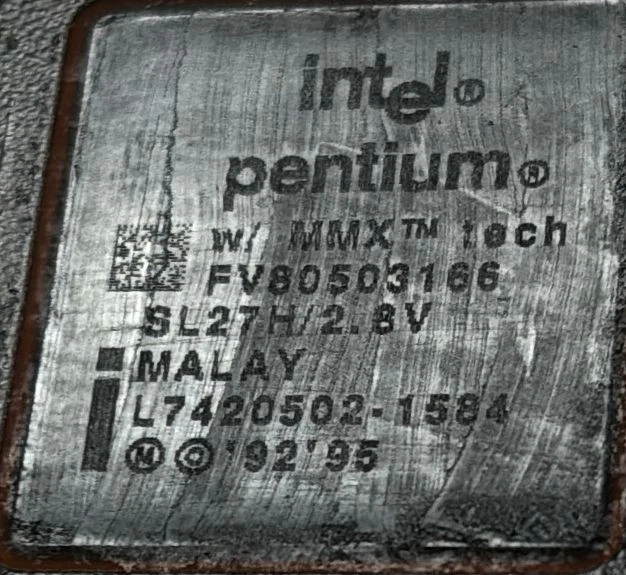 intel®
pentium®
w/ MMX™ tech
FV80503166
SL27H/2.8V
MALAY
L7420502-1584
Ⓜ © '92'95